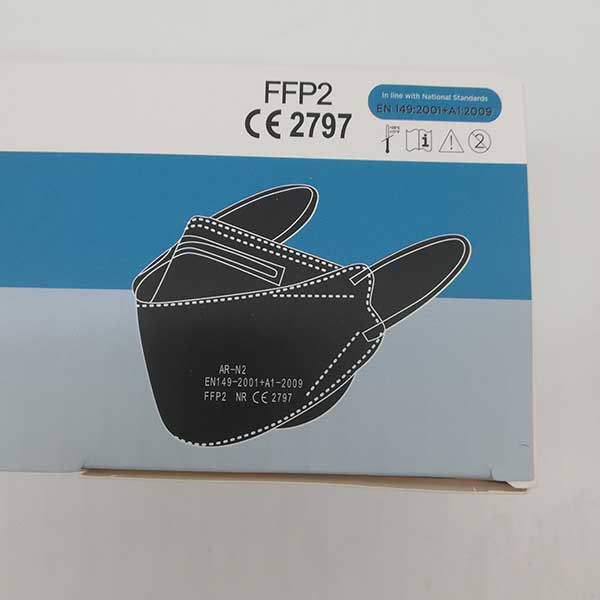 FFP2
CE 2797
In line with National Standards
EN 149:2001+A1:2009
AR-N2
EN149-2001+A1-2009
FFP2 NR CE 2797